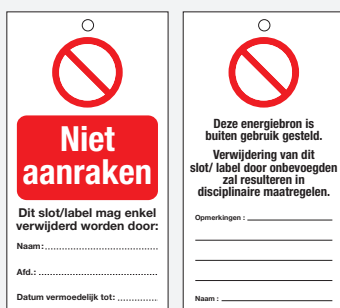 Niet
aanraken
Dit slot/label mag enkel
verwijderd worden door:
Naam:
Afd.:
Datum vermoedelijk tot:
Deze energiebron is
buiten gebruik gesteld.
Verwijdering van dit
slot/ label door onbevoegden
zal resulteren in
disciplinaire maatregelen.
Opmerkingen :
Naam :